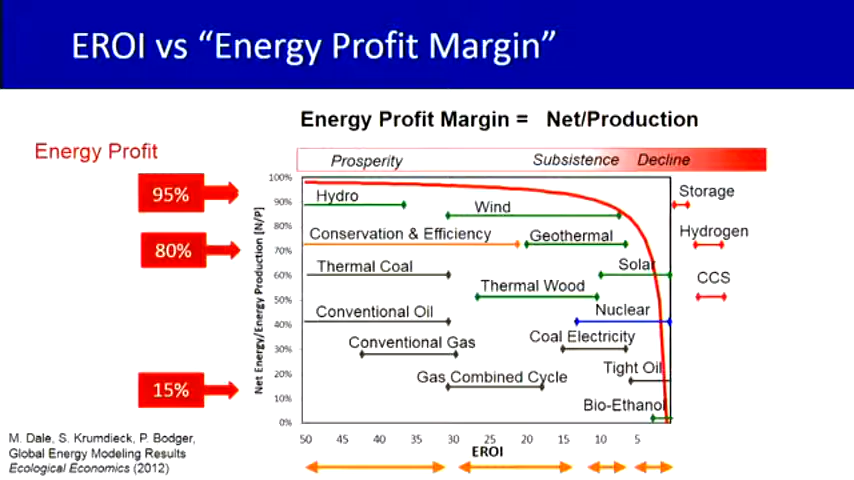 EROI vs “Energy Profit Margin”
Energy Profit Margin = Net/Production
Energy Profit
Prosperity Subsistence Decline
95%
80%
15%
Net Energy/Energy Production [N/P]
100%
90%
80%
70%
60%
50%
40%
30%
20%
10%
0%
Hydro
Wind
Storage
Conservation & Efficiency
Geothermal
Hydrogen
Thermal Coal
Solar
CCS
Thermal Wood
Conventional Oil
Nuclear
Conventional Gas
Coal Electricity
Gas Combined Cycle
Tight Oil
Bio-Ethanol
50 45 40 35 30 25 20 15 10 5
EROI
M. Dale, S. Krumdieck, P. Bodger,
Global Energy Modeling Results
Ecological Economics (2012)